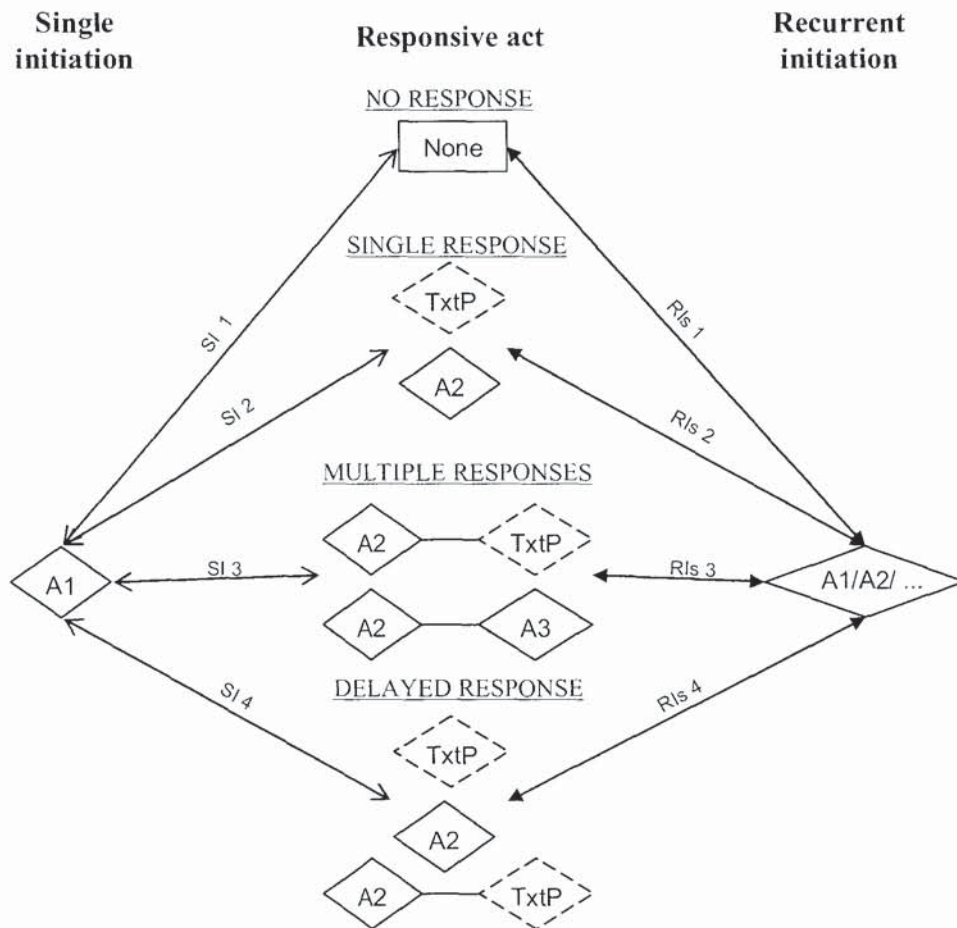 Single
initiation
Responsive act
Recurrent
initiation
NO RESPONSE
None
SINGLE RESPONSE
TxtP
SI 1
RIs 1
A2
SI 2
RIs 2
MULTIPLE RESPONSES
A2
TxtP
A1
SI 3
RIs 3
A1/A2/ ...
A2
A3
DELAYED RESPONSE
SI 4
RIs 4
TxtP
A2
A2
TxtP